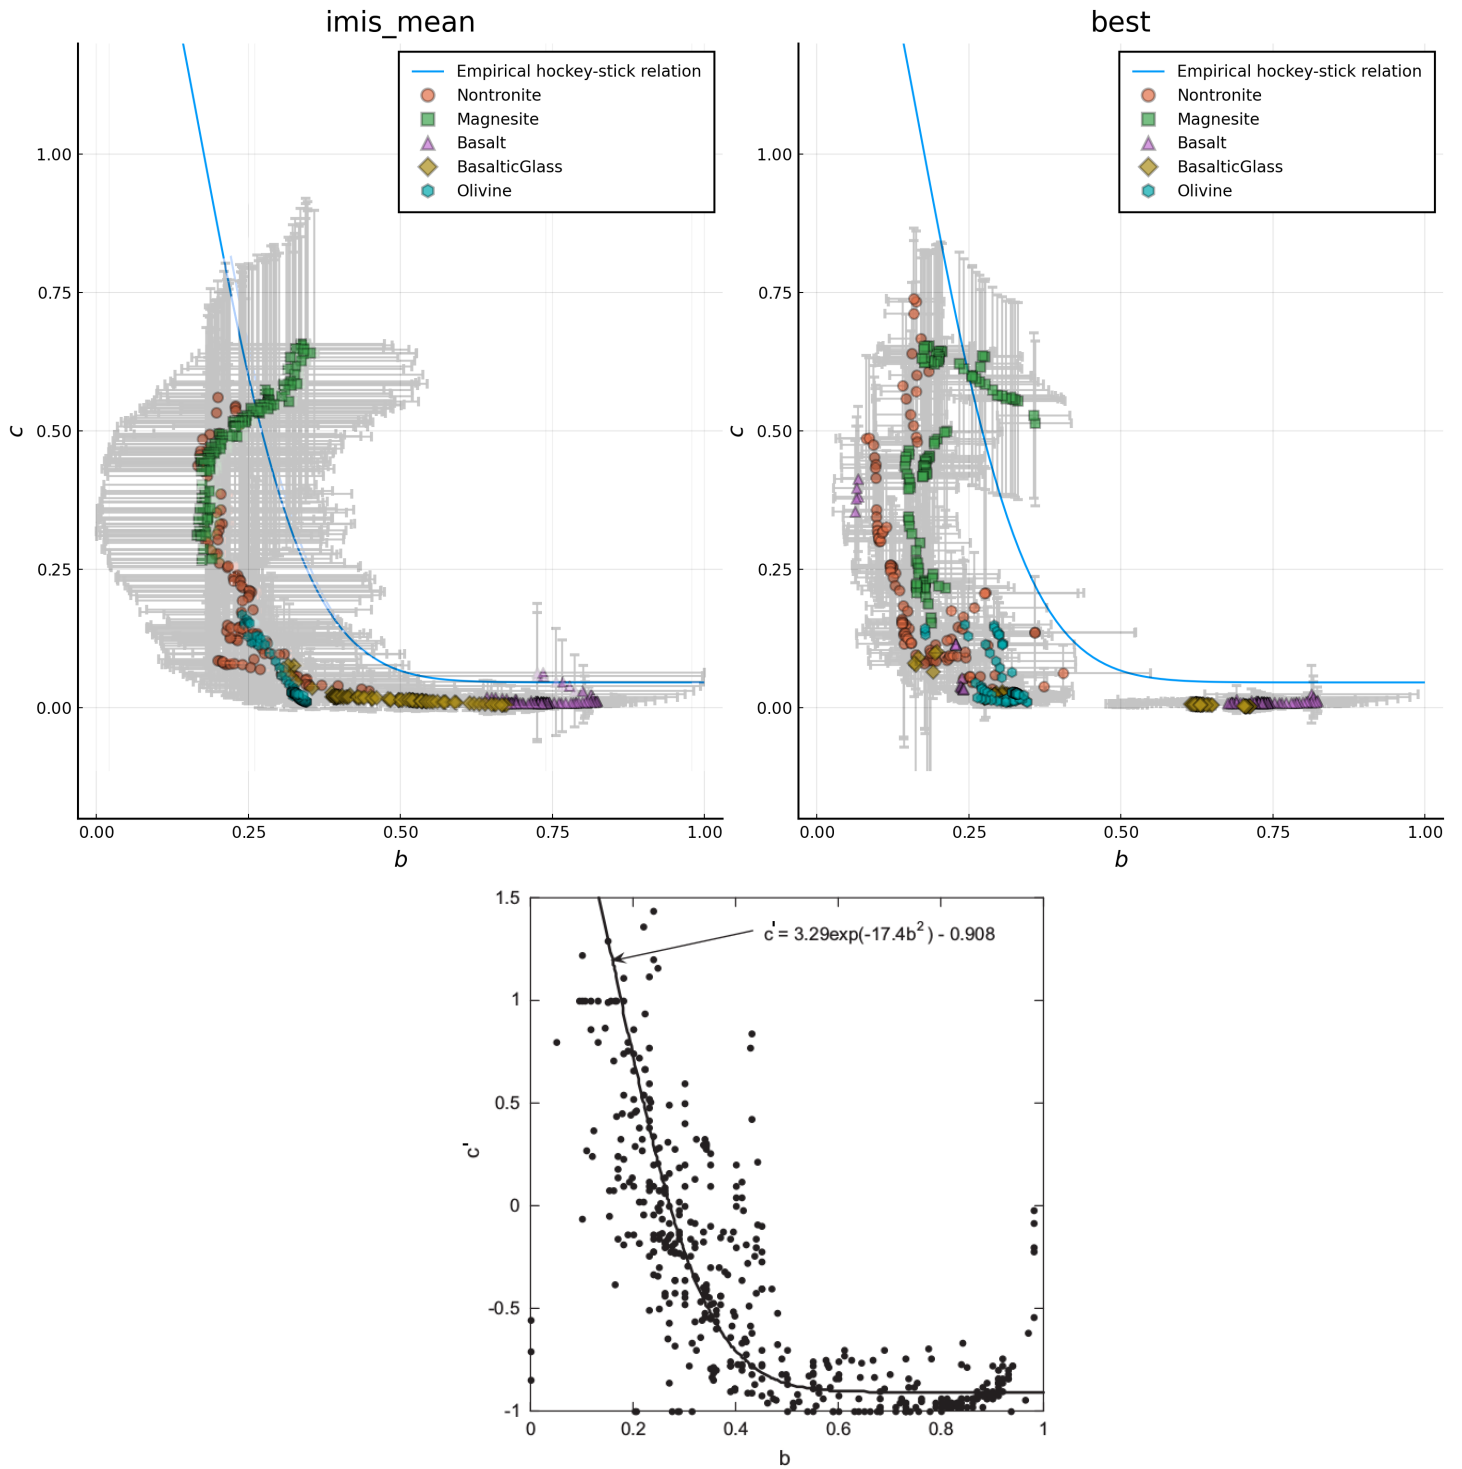 imis_mean
Empirical hockey-stick relation
Nontronite
Magnesite
Basalt
BasalticGlass
Olivine
1.00
0.75
0.50
0.25
0.00
c
0.00 0.25 0.50 0.75 1.00
b
best
Empirical hockey-stick relation
Nontronite
Magnesite
Basalt
BasalticGlass
Olivine
1.00
0.75
0.50
0.25
0.00
c
0.00 0.25 0.50 0.75 1.00
b
c' = 3.29exp(-17.4b²) - 0.908
1.5
1
0.5
0
-0.5
-1
c'
0 0.2 0.4 0.6 0.8 1
b